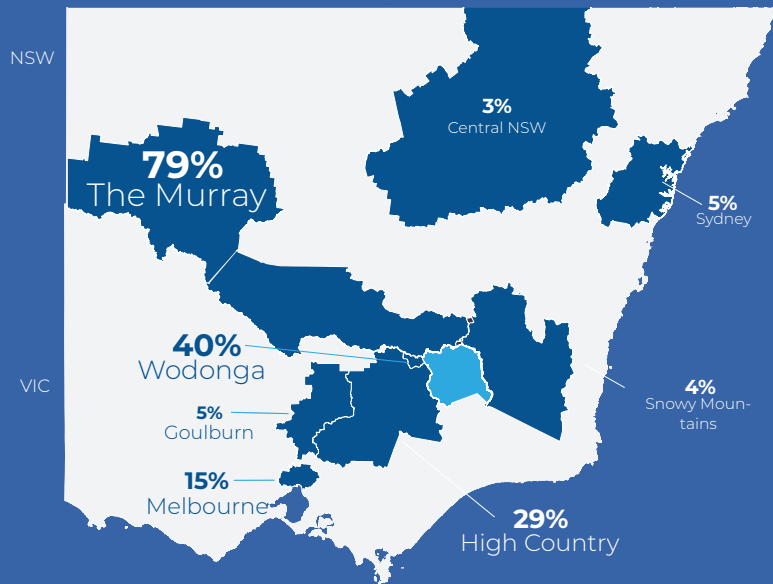 NSW
3%
Central NSW
79%
The Murray
5%
Sydney
40%
Wodonga
VIC
4%
Snowy Moun-
tains
5%
Goulburn
15%
Melbourne
29%
High Country